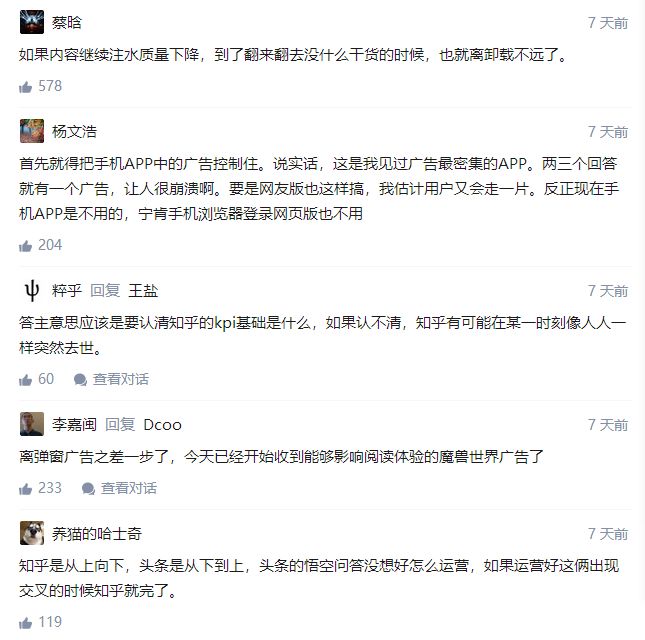 蔡晗 7 天前
如果内容继续注水质量下降，到了翻来翻去没什么干货的时候，也就离卸载不远了。
578
杨文浩 7 天前
首先就得把手机APP中的广告控制住。说实话，这是我见过广告最密集的APP。两三个回答
就有一个广告，让人很崩溃啊。要是网友版也这样搞，我估计用户又会走一片。反正现在手
机APP是不用的，宁肯手机浏览器登录网页版也不用
204
粹乎 回复 王盐 7 天前
答主意思应该是要认清知乎的kpi基础是什么，如果认不清，知乎有可能在某一时刻像人人一
样突然去世。
60 查看对话
李嘉闽 回复 Dcoo 7 天前
离弹窗广告之差一步了，今天已经开始收到能够影响阅读体验的魔兽世界广告了
233 查看对话
养猫的哈士奇 7 天前
知乎是从上向下，头条是从下到上，头条的悟空问答没想好怎么运营，如果运营好这俩出现
交叉的时候知乎就完了。
119